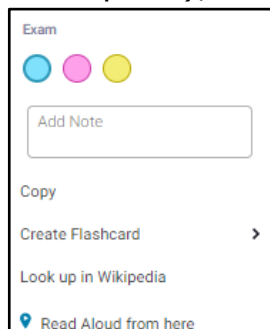 Exam
Add Note
Copy
Create Flashcard
Look up in Wikipedia
Read Aloud from here